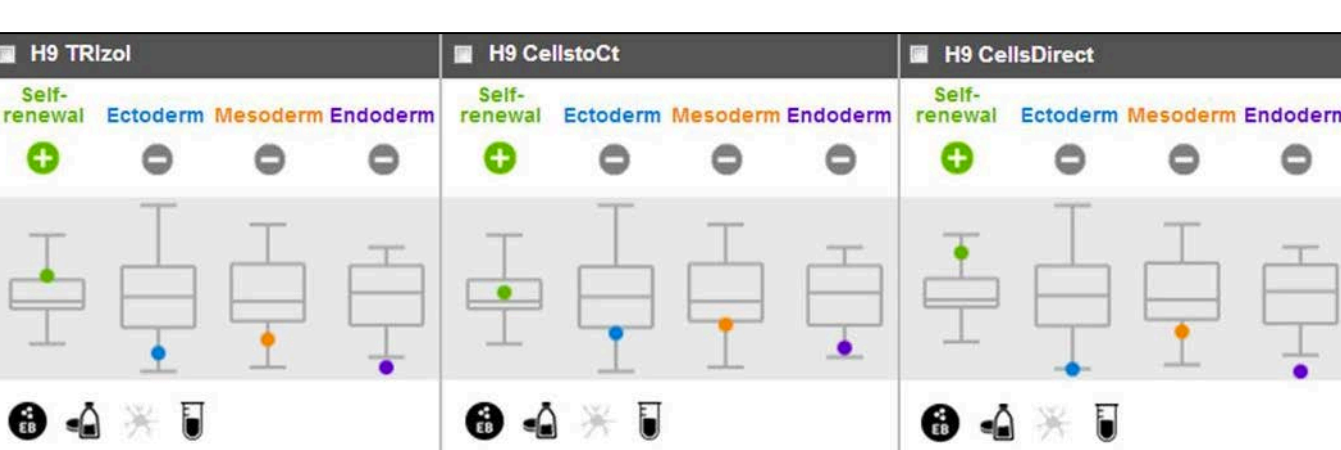 H9 TRIzol
Self-
renewal Ectoderm Mesoderm Endoderm
EB
H9 CellstoCt
Self-
renewal Ectoderm Mesoderm Endoderm
EB
H9 CellsDirect
Self-
renewal Ectoderm Mesoderm Endoderm
EB